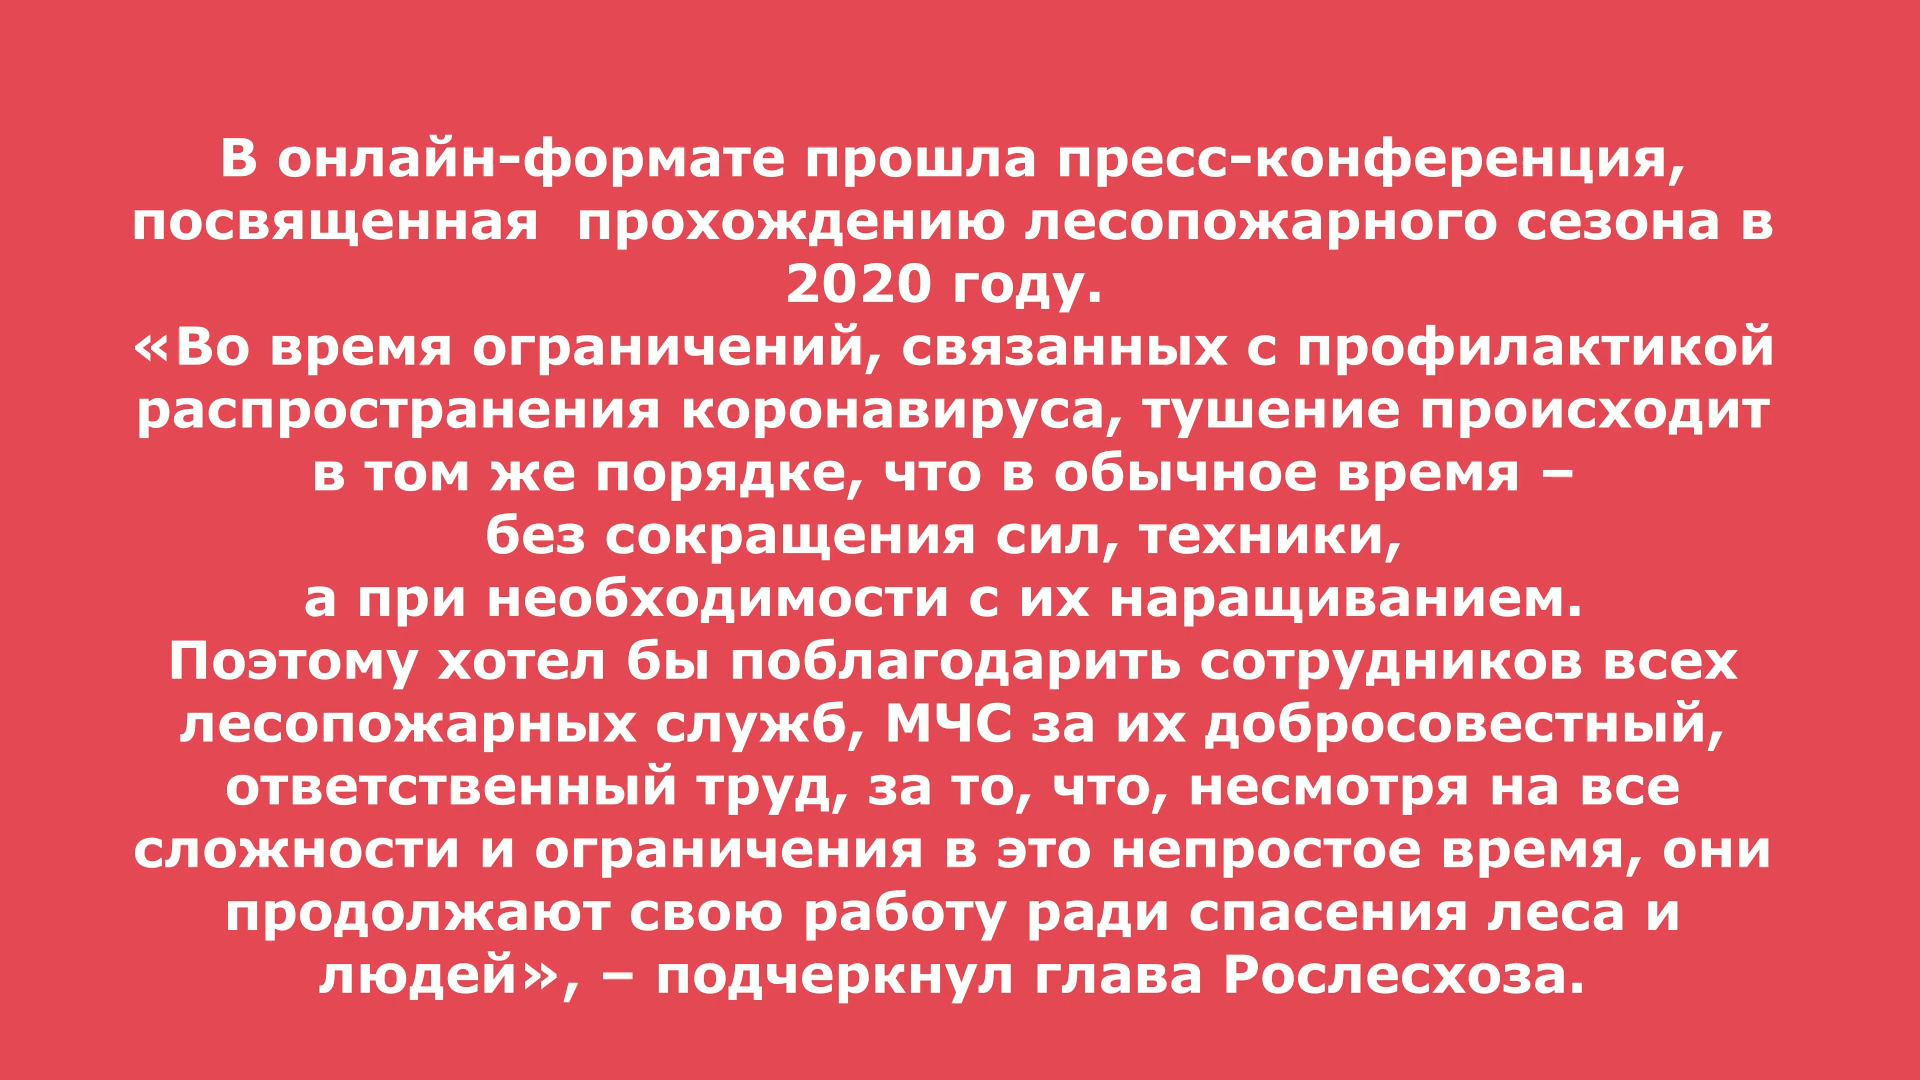 В онлайн-формате прошла пресс-конференция,
посвященная  прохождению лесопожарного сезона в
2020 году.
«Во время ограничений, связанных с профилактикой
распространения коронавируса, тушение происходит
в том же порядке, что в обычное время –
без сокращения сил, техники,
а при необходимости с их наращиванием.
Поэтому хотел бы поблагодарить сотрудников всех
лесопожарных служб, МЧС за их добросовестный,
ответственный труд, за то, что, несмотря на все
сложности и ограничения в это непростое время, они
продолжают свою работу ради спасения леса и
людей», – подчеркнул глава Рослесхоза.